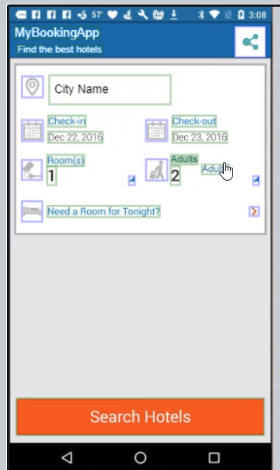 57° 3:08
MyBookingApp
Find the best hotels
City Name
Check-in Check-out
Dec 22, 2016 Dec 23, 2016
Room(s) Adults
1 2
Need a Room for Tonight?
Search Hotels